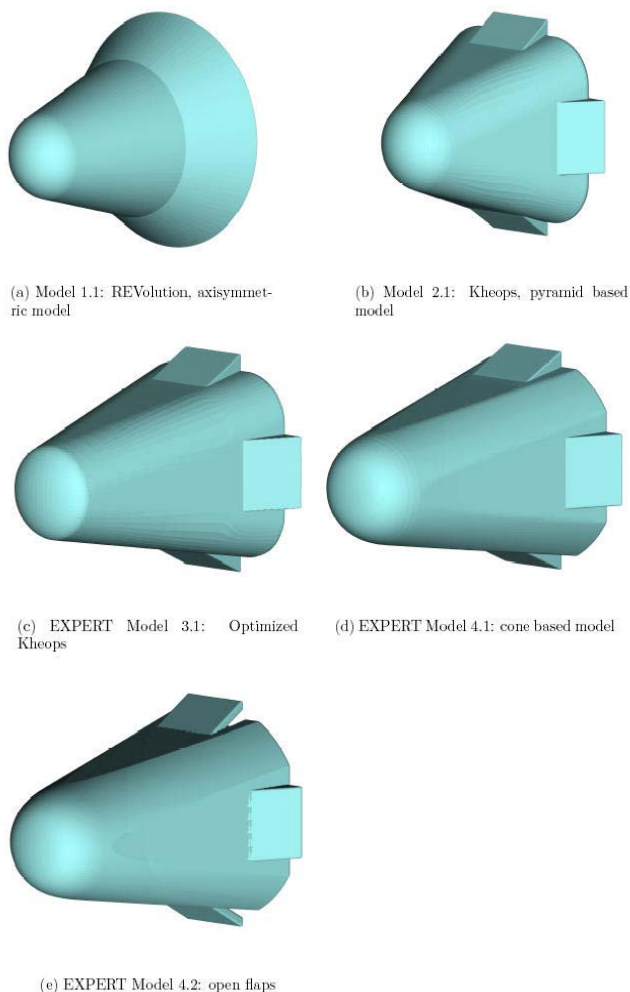 (a) Model 1.1: REVolution, axisymmet-
ric model
(b) Model 2.1: Kheops, pyramid based
model
(c) EXPERT Model 3.1: Optimized
Kheops
(d) EXPERT Model 4.1: cone based model
(e) EXPERT Model 4.2: open flaps